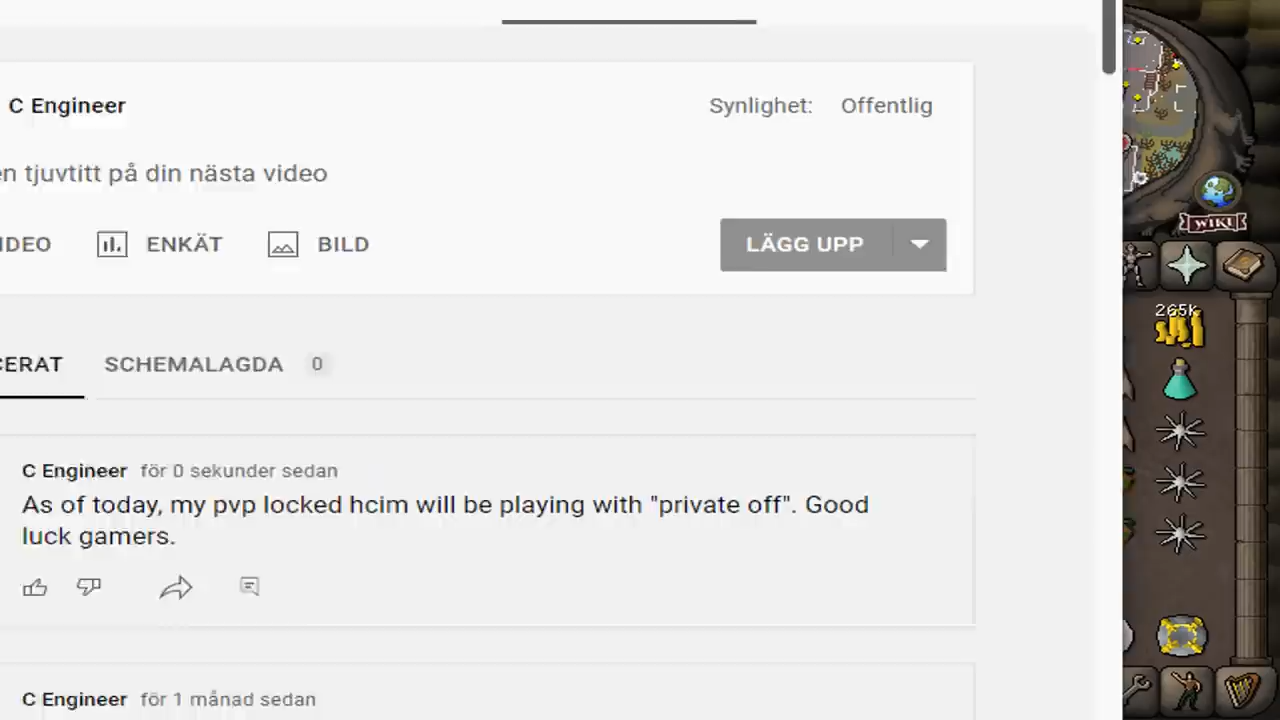 C Engineer
Synlighet: Offentlig
en tjuvtitt på din nästa video
IDEO
ENKÄT
BILD
LÄGG UPP
WIKI
265K
CERAT
SCHEMALAGDA 0
C Engineer för 0 sekunder sedan
As of today, my pvp locked hcim will be playing with "private off". Good
luck gamers.
C Engineer för 1 månad sedan